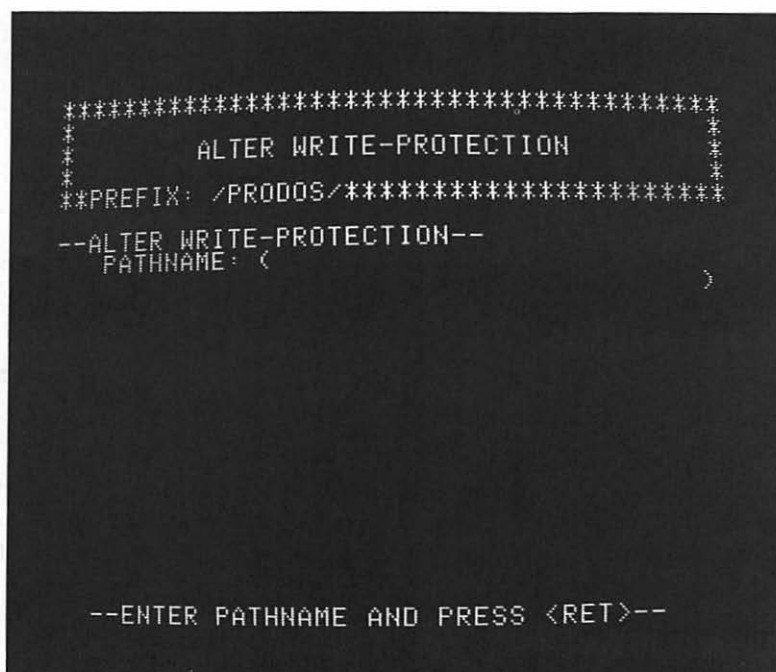 *******************************************
*                                         *
*        ALTER WRITE-PROTECTION           *
*                                         *
**PREFIX: /PRODOS/*************************
--ALTER WRITE-PROTECTION--
PATHNAME: (
)
--ENTER PATHNAME AND PRESS <RET>--